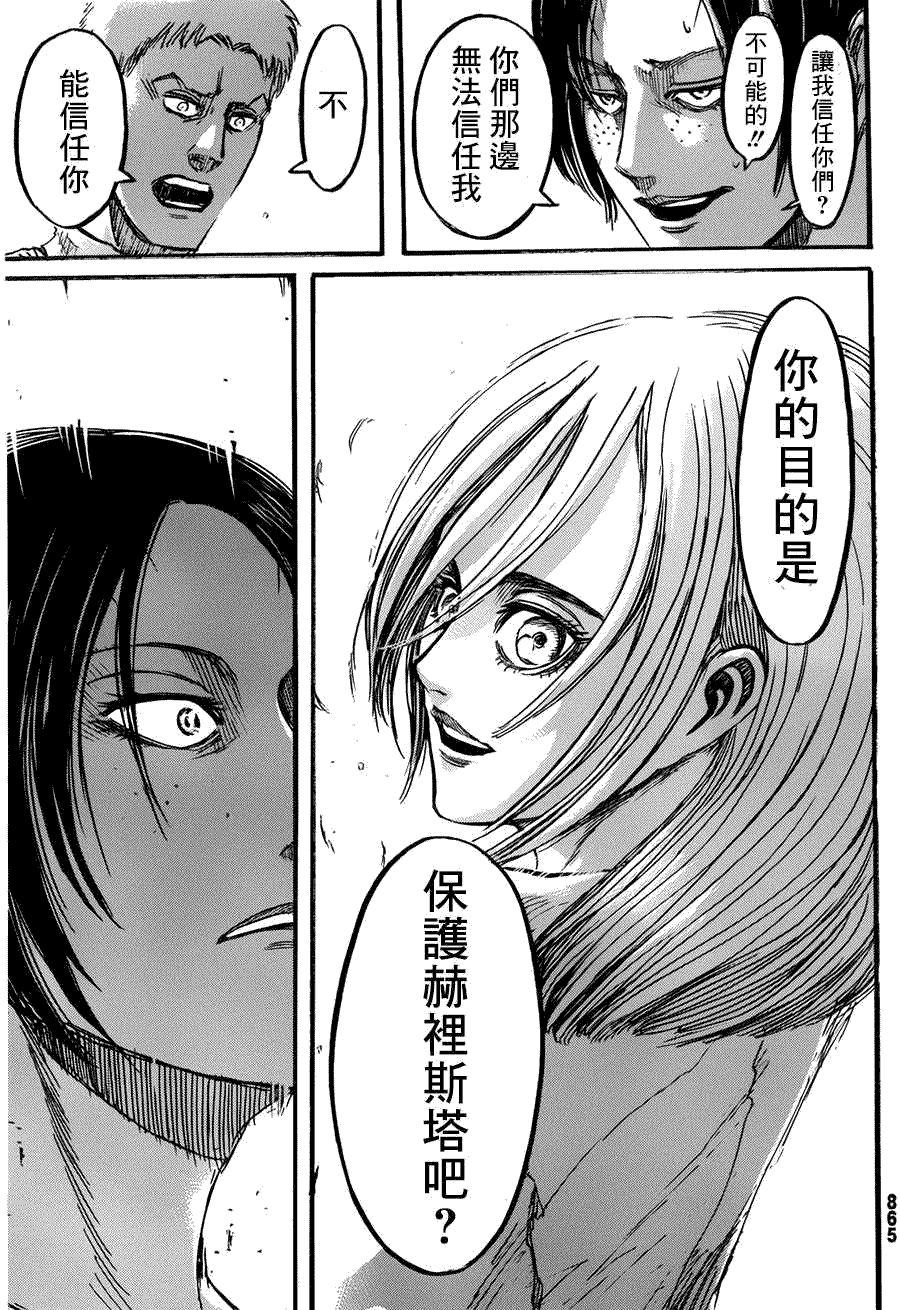 讓我信任你們？
不可能的!!
你們那邊
無法信任我
不
能信任你
你的目的是
保護赫裡斯塔吧？
865